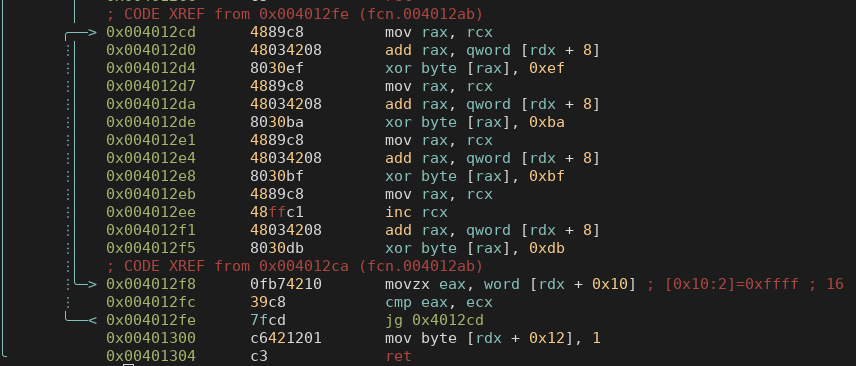 ; CODE XREF from 0x004012fe (fcn.004012ab)
0x004012cd 4889c8 mov rax, rcx
0x004012d0 48034208 add rax, qword [rdx + 8]
0x004012d4 8030ef xor byte [rax], 0xef
0x004012d7 4889c8 mov rax, rcx
0x004012da 48034208 add rax, qword [rdx + 8]
0x004012de 8030ba xor byte [rax], 0xba
0x004012e1 4889c8 mov rax, rcx
0x004012e4 48034208 add rax, qword [rdx + 8]
0x004012e8 8030bf xor byte [rax], 0xbf
0x004012eb 4889c8 mov rax, rcx
0x004012ee 48ffc1 inc rcx
0x004012f1 48034208 add rax, qword [rdx + 8]
0x004012f5 8030db xor byte [rax], 0xdb
; CODE XREF from 0x004012ca (fcn.004012ab)
0x004012f8 0fb74210 movzx eax, word [rdx + 0x10] ; [0x10:2]=0xffff ; 16
0x004012fc 39c8 cmp eax, ecx
0x004012fe 7fcd jg 0x4012cd
0x00401300 c6421201 mov byte [rdx + 0x12], 1
0x00401304 c3 ret